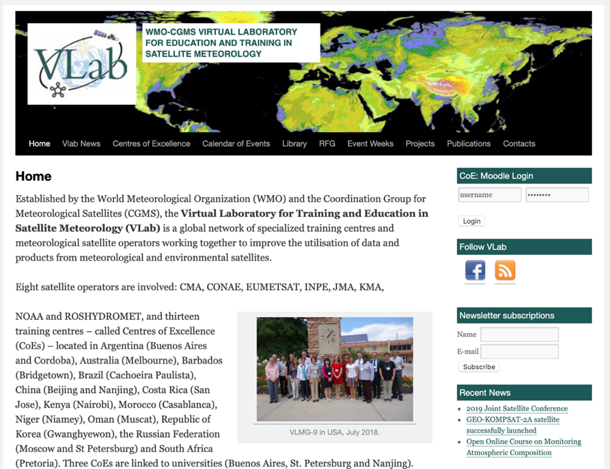 VLab
WMO-CGMS VIRTUAL LABORATORY
FOR EDUCATION AND TRAINING IN
SATELLITE METEOROLOGY
Home Vlab News Centres of Excellence Calendar of Events Library RFG Event Weeks Projects Publications Contacts
Home
Established by the World Meteorological Organization (WMO) and the Coordination Group for
Meteorological Satellites (CGMS), the Virtual Laboratory for Training and Education in
Satellite Meteorology (VLab) is a global network of specialized training centres and
meteorological satellite operators working together to improve the utilisation of data and
products from meteorological and environmental satellites.
Eight satellite operators are involved: CMA, CONAE, EUMETSAT, INPE, JMA, KMA,
NOAA and ROSHYDROMET, and thirteen
training centres – called Centres of Excellence
(CoEs) – located in Argentina (Buenos Aires
and Cordoba), Australia (Melbourne), Barbados
(Bridgetown), Brazil (Cachoeira Paulista),
China (Beijing and Nanjing), Costa Rica (San
Jose), Kenya (Nairobi), Morocco (Casablanca),
Niger (Niamey), Oman (Muscat), Republic of
Korea (Gwanghyewon), the Russian Federation
(Moscow and St Petersburg) and South Africa
(Pretoria). Three CoEs are linked to universities (Buenos Aires, St. Petersburg and Nanjing).
VLMG-9 in USA, July 2018.
CoE: Moodle Login
username ••••••••
Login
Follow VLab
Newsletter subscriptions
Name
E-mail
Subscribe
Recent News
2019 Joint Satellite Conference
GEO-KOMPSAT-2A satellite
successfully launched
Open Online Course on Monitoring
Atmospheric Composition